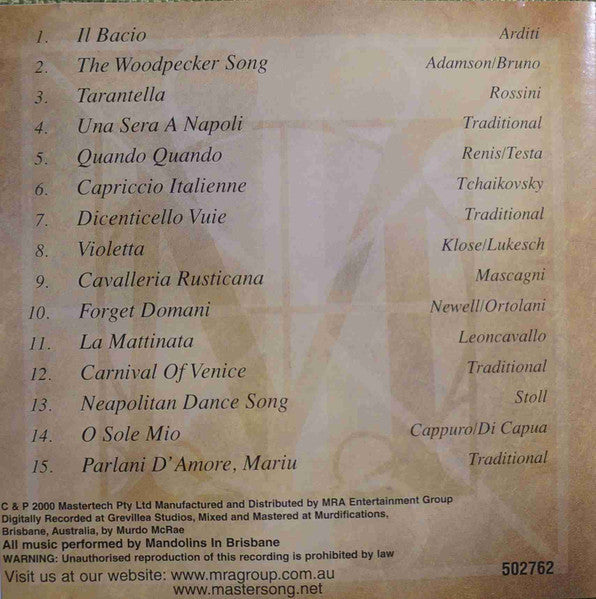 1. Il Bacio Arditi
2. The Woodpecker Song Adamson/Bruno
3. Tarantella Rossini
4. Una Sera A Napoli Traditional
5. Quando Quando Renis/Testa
6. Capriccio Italienne Tchaikovsky
7. Dicenticello Vuie Traditional
8. Violetta Klose/Lukesch
9. Cavalleria Rusticana Mascagni
10. Forget Domani Newell/Ortolani
11. La Mattinata Leoncavallo
12. Carnival Of Venice Traditional
13. Neapolitan Dance Song Stoll
14. O Sole Mio Cappuro/Di Capua
15. Parlani D'Amore, Mariu Traditional
C & P 2000 Mastertech Pty Ltd Manufactured and Distributed by MRA Entertainment Group
Digitally Recorded at Grevillea Studios, Mixed and Mastered at Murdifications,
Brisbane, Australia, by Murdo McRae
All music performed by Mandolins In Brisbane
WARNING: Unauthorised reproduction of this recording is prohibited by law
Visit us at our website: www.mragroup.com.au 502762
www.mastersong.net